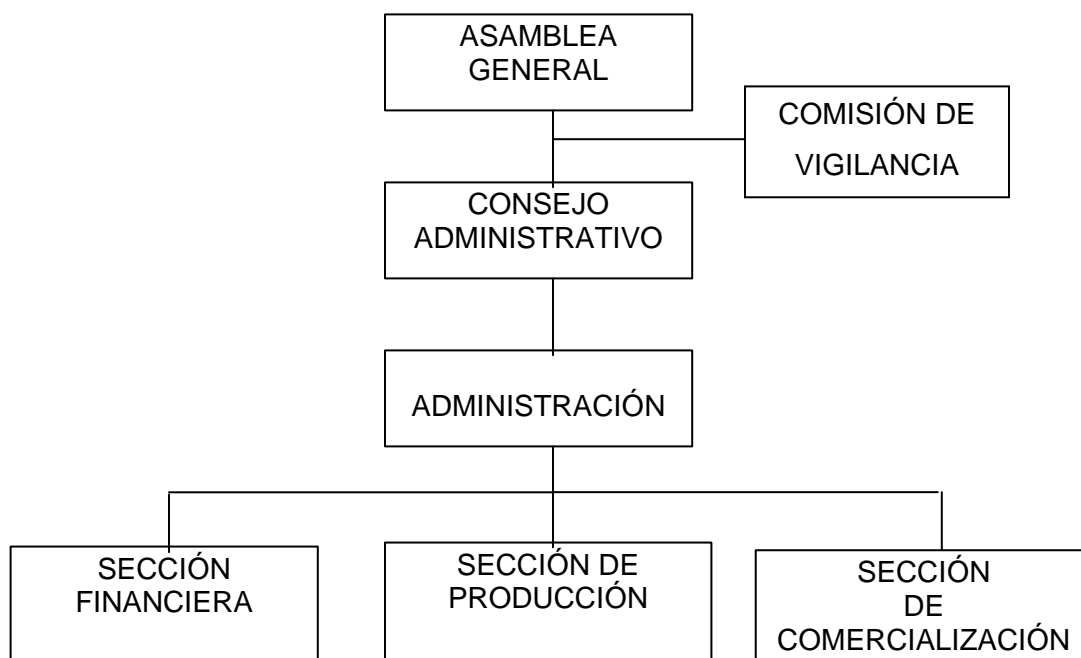 ASAMBLEA
GENERAL
COMISIÓN DE
VIGILANCIA
CONSEJO
ADMINISTRATIVO
ADMINISTRACIÓN
SECCIÓN
FINANCIERA
SECCIÓN DE
PRODUCCIÓN
SECCIÓN
DE
COMERCIALIZACIÓN